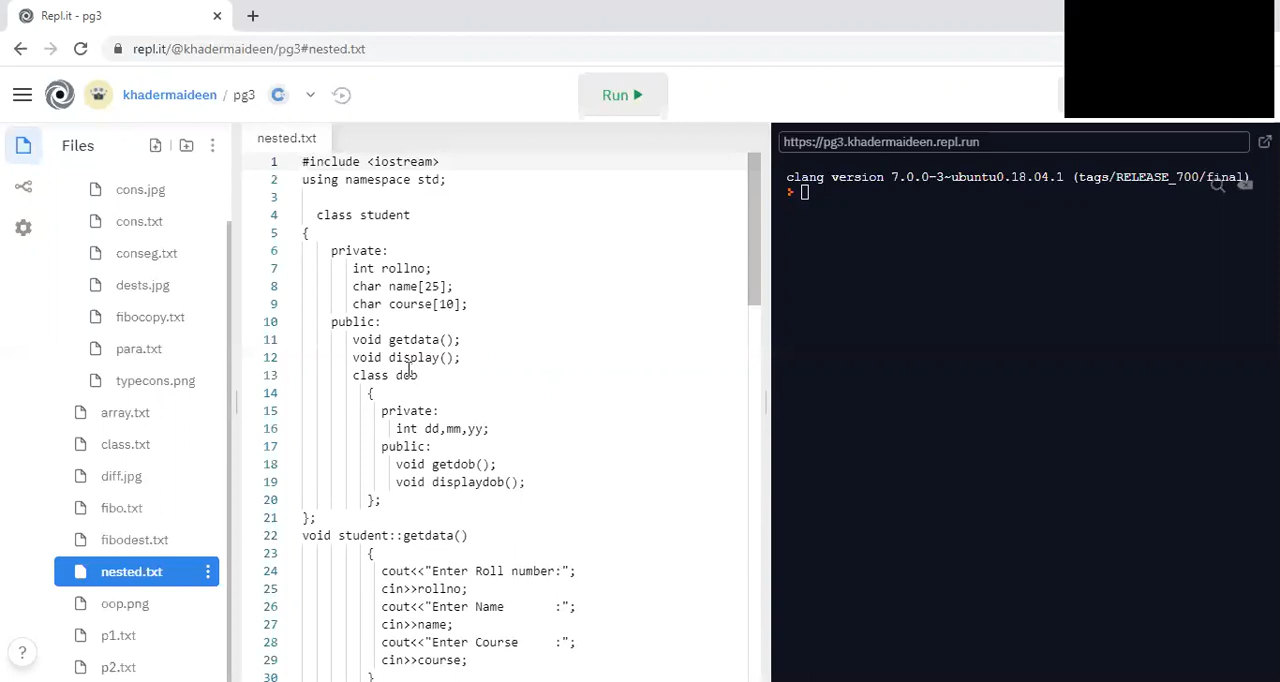 Repl.it - pg3
repl.it/@khadermaideen/pg3#nested.txt
khadermaideen / pg3
Run
Files
cons.jpg
cons.txt
conseg.txt
dests.jpg
fibocopy.txt
para.txt
typecons.png
array.txt
class.txt
diff.jpg
fibo.txt
fibodest.txt
nested.txt
oop.png
p1.txt
p2.txt
?
nested.txt
1 #include <iostream>
2 using namespace std;
3
4 class student
5 {
6 private:
7 int rollno;
8 char name[25];
9 char course[10];
10 public:
11 void getdata();
12 void display();
13 class dob
14 {
15 private:
16 int dd,mm,yy;
17 public:
18 void getdob();
19 void displaydob();
20 };
21 };
22 void student::getdata()
23 {
24 cout<<"Enter Roll number:";
25 cin>>rollno;
26 cout<<"Enter Name      :";
27 cin>>name;
28 cout<<"Enter Course    :";
29 cin>>course;
30 }
https://pg3.khadermaideen.repl.run
clang version 7.0.0-3~ubuntu0.18.04.1 (tags/RELEASE_700/final)